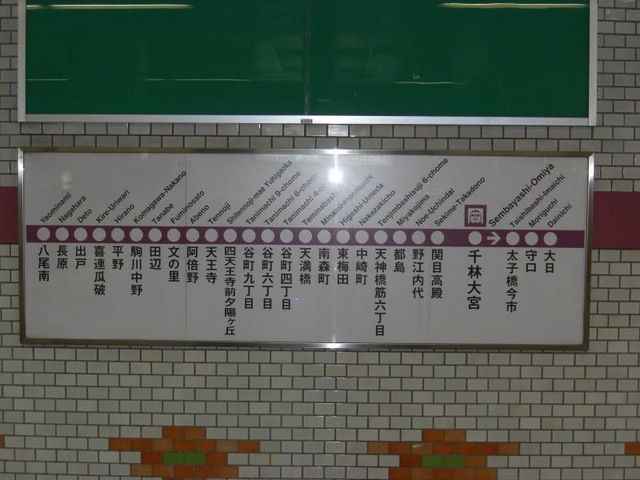 Yaominami
Nagahara
Deto
Kire-Uriwari
Hirano
Komagawa-Nakano
Tanabe
Fuminosato
Abeno
Tennoji
Shitennoji-mae Yuhigaoka
Tanimachi 9-chome
Tanimachi 6-chome
Tanimachi 4-chome
Temmabashi
Minami-morimachi
Higashi-Umeda
Nakazakicho
Tenjimbashisuji 6-chome
Miyakojima
Noe-Uchindai
Sekime-Takadono
Sembayashi-Omiya
Taishibashi-Imaichi
Moriguchi
Dainichi
八尾南
長原
出戸
喜連瓜破
平野
駒川中野
田辺
文の里
阿倍野
天王寺
四天王寺前夕陽ヶ丘
谷町九丁目
谷町六丁目
谷町四丁目
天満橋
南森町
東梅田
中崎町
天神橋筋六丁目
都島
野江内代
関目高殿
千林大宮
太子橋今市
守口
大日